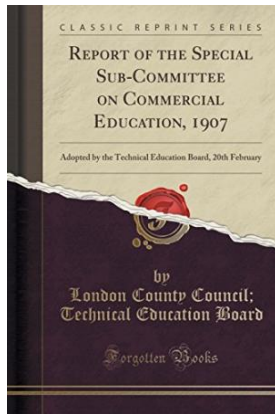 CLASSIC REPRINT SERIES
REPORT OF THE SPECIAL
SUB-COMMITTEE
ON COMMERCIAL
EDUCATION, 1907
Adopted by the Technical Education Board, 20th February
by
London County Council;
Technical Education Board
Forgotten Books